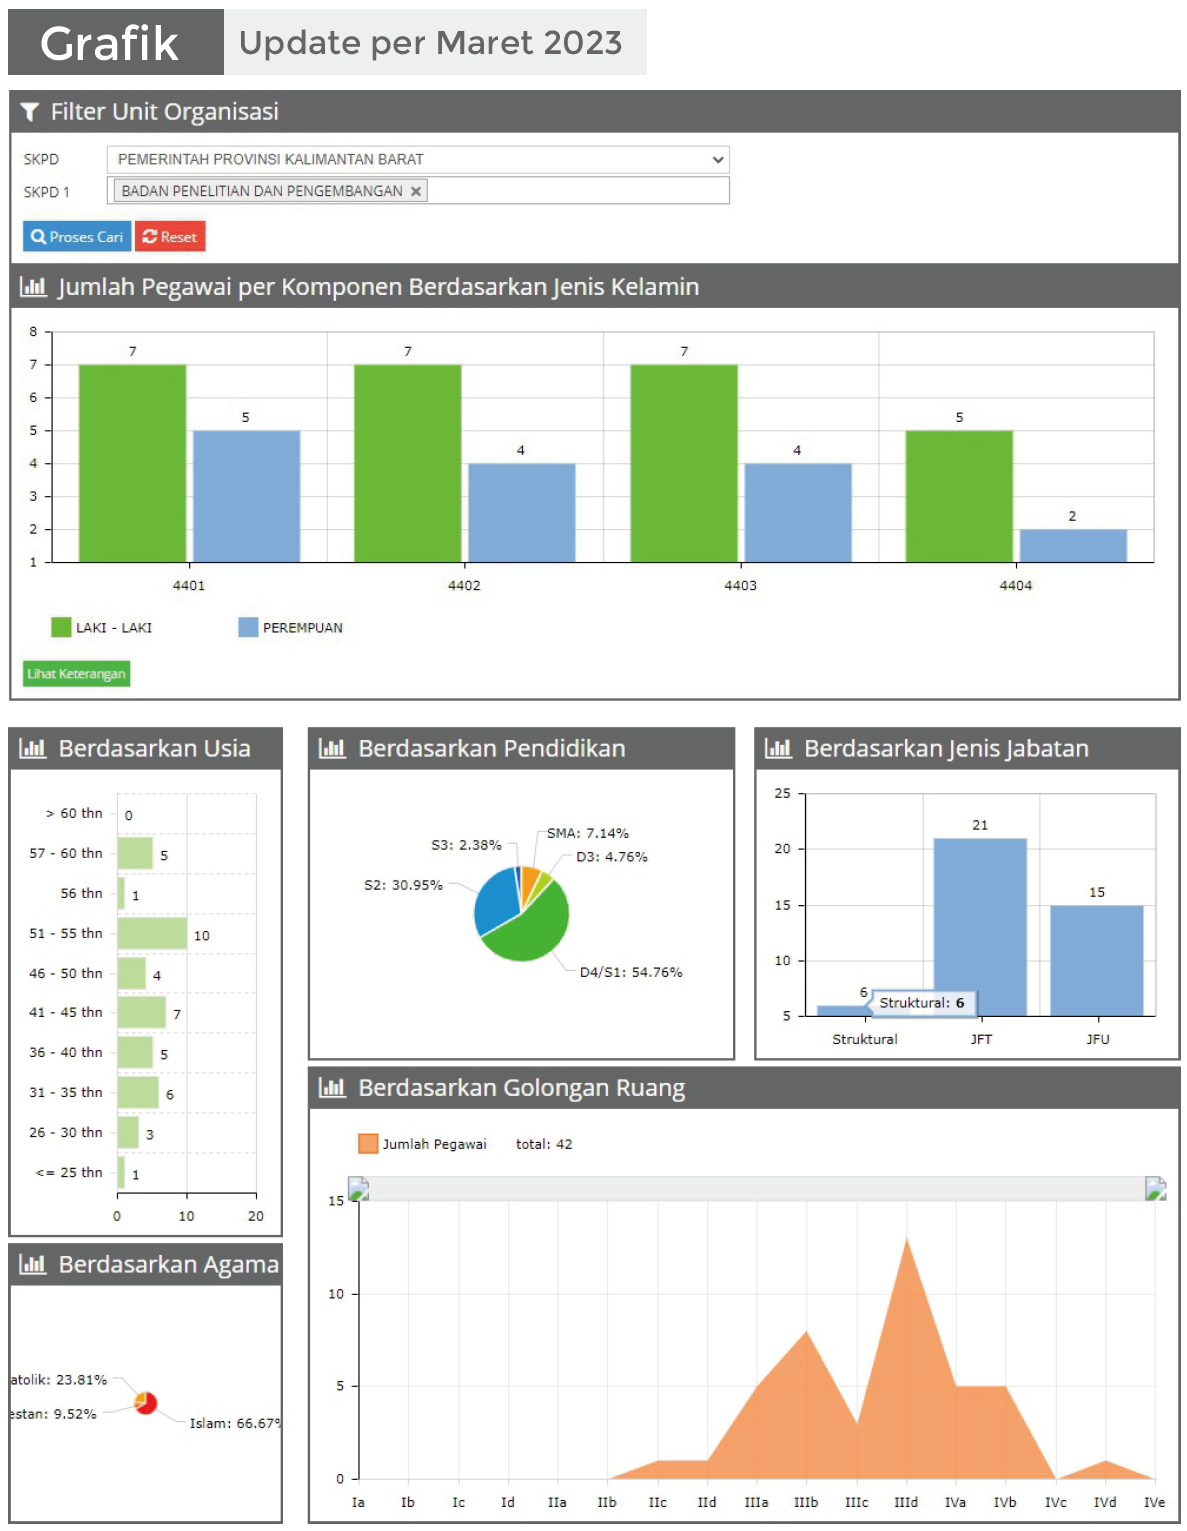 Grafik Update per Maret 2023
Filter Unit Organisasi
SKPD PEMERINTAH PROVINSI KALIMANTAN BARAT
SKPD 1 BADAN PENELITIAN DAN PENGEMBANGAN ×
Proses Cari Reset
Jumlah Pegawai per Komponen Berdasarkan Jenis Kelamin
8
7
6
5
4
3
2
1
7 5 7 4 7 4 5 2
4401 4402 4403 4404
LAKI - LAKI PEREMPUAN
Lihat Keterangan
Berdasarkan Usia
> 60 thn 0
57 - 60 thn 5
56 thn 1
51 - 55 thn 10
46 - 50 thn 4
41 - 45 thn 7
36 - 40 thn 5
31 - 35 thn 6
26 - 30 thn 3
<= 25 thn 1
0 10 20
Berdasarkan Pendidikan
SMA: 7.14%
S3: 2.38%
D3: 4.76%
S2: 30.95%
D4/S1: 54.76%
Berdasarkan Jenis Jabatan
25
20
15
10
5
6 21 15
Struktural: 6
Struktural JFT JFU
Berdasarkan Agama
atolik: 23.81%
estan: 9.52%
Islam: 66.67%
Berdasarkan Golongan Ruang
Jumlah Pegawai total: 42
15
10
5
0
Ia Ib Ic Id IIa IIb IIc IId IIIa IIIb IIIc IIId IVa IVb IVc IVd IVe